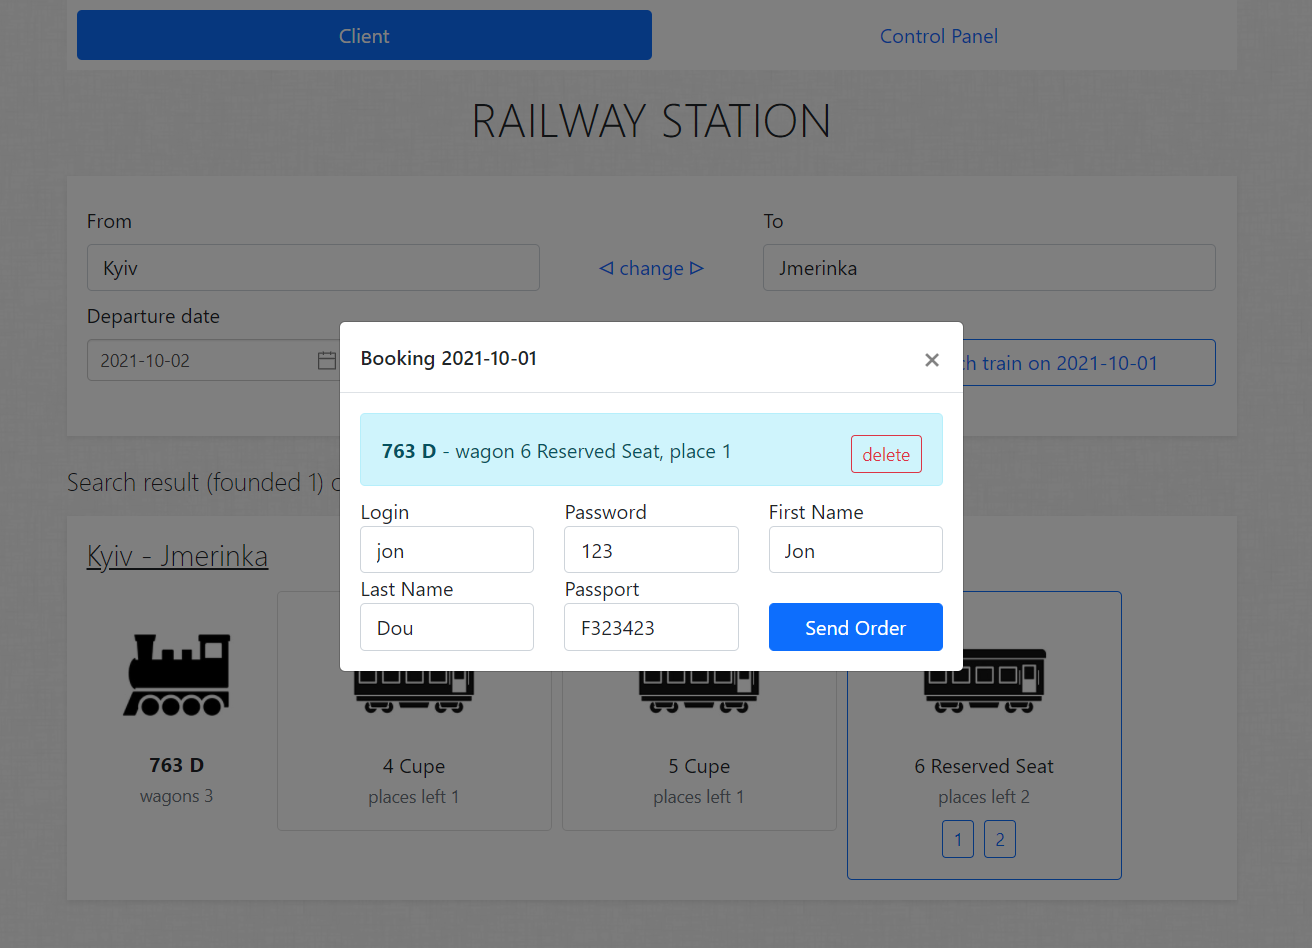 Client
Control Panel
RAILWAY STATION
From
To
Kyiv
◁ change ▷
Jmerinka
Departure date
2021-10-02
train on 2021-10-01
Booking 2021-10-01
×
763 D - wagon 6 Reserved Seat, place 1
delete
Login
Password
First Name
jon
123
Jon
Last Name
Passport
Dou
F323423
Send Order
Search result (founded 1)
Kyiv - Jmerinka
763 D
wagons 3
4 Cupe
places left 1
5 Cupe
places left 1
6 Reserved Seat
places left 2
1
2